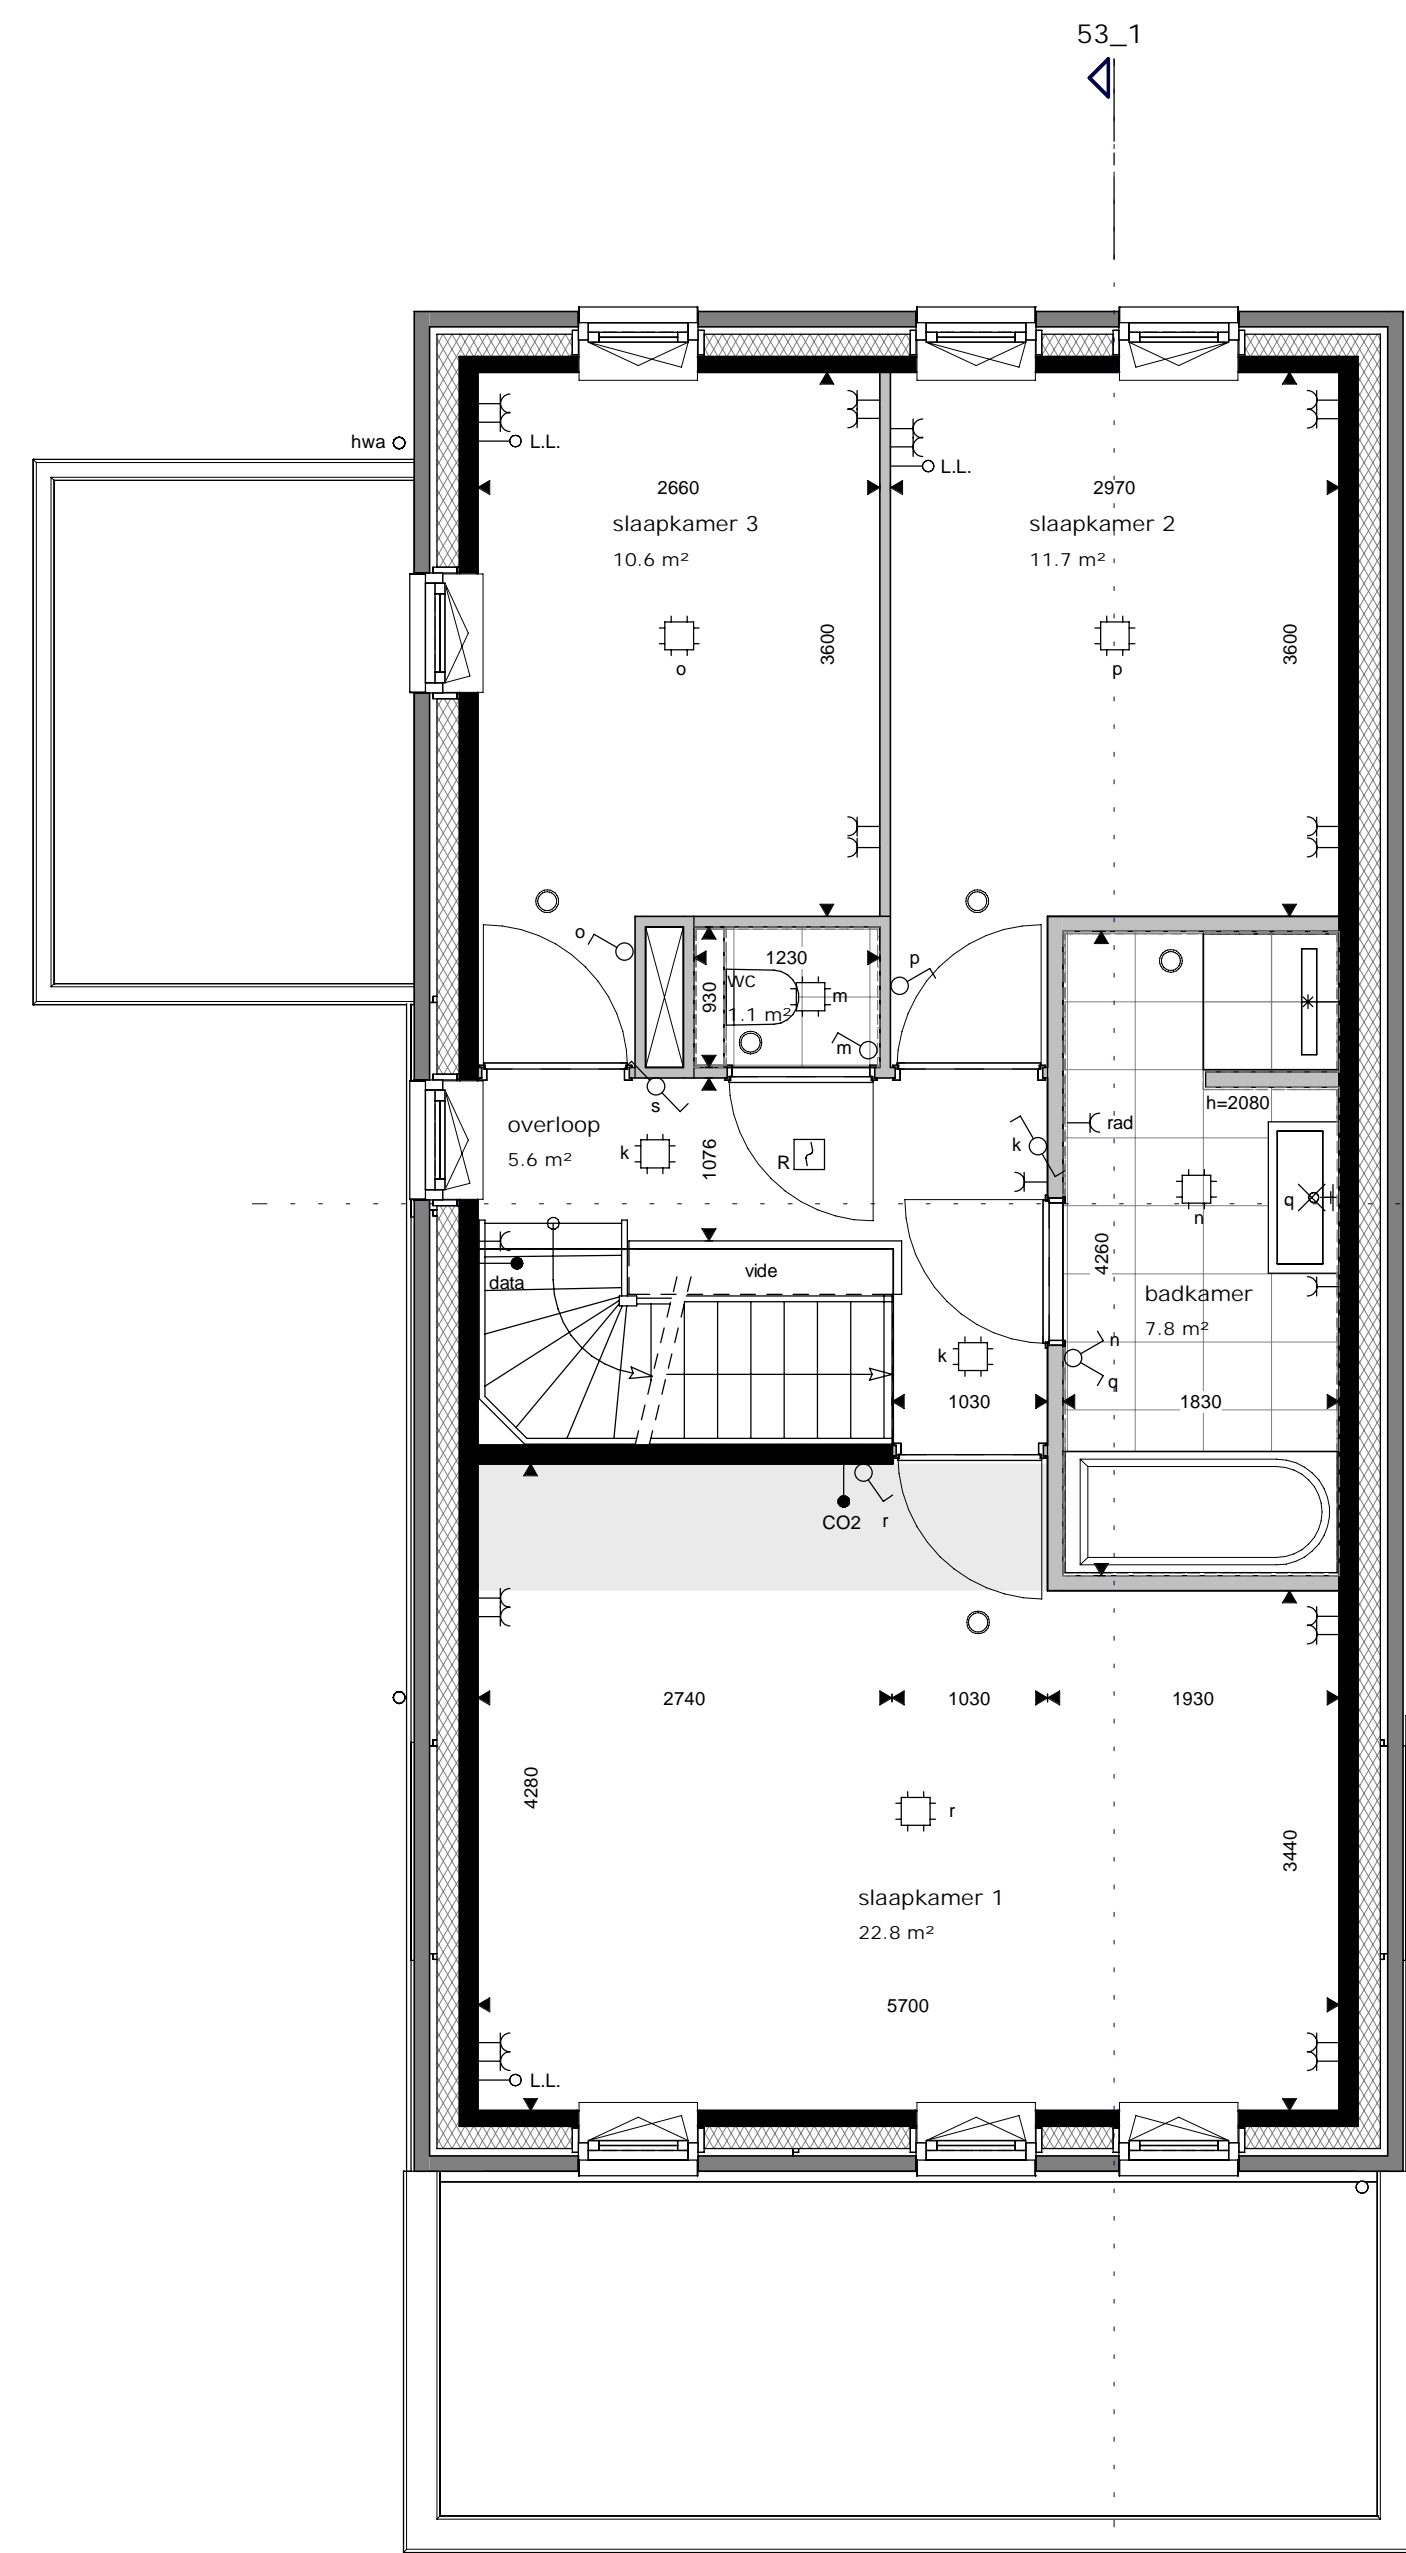 53_1
hwa
L.L.
L.L.
2660
2970
slaapkamer 3
10.6 m²
slaapkamer 2
11.7 m²
3600
3600
o
p
o
p
1230
WC
930
m
1.1 m²
m
s
h=2080
rad
overloop
5.6 m²
k
1076
R
k
n
q
4260
data
vide
badkamer
7.8 m²
k
n
q
1030
1830
CO2
r
2740
1030
1930
4280
r
3440
slaapkamer 1
22.8 m²
5700
L.L.